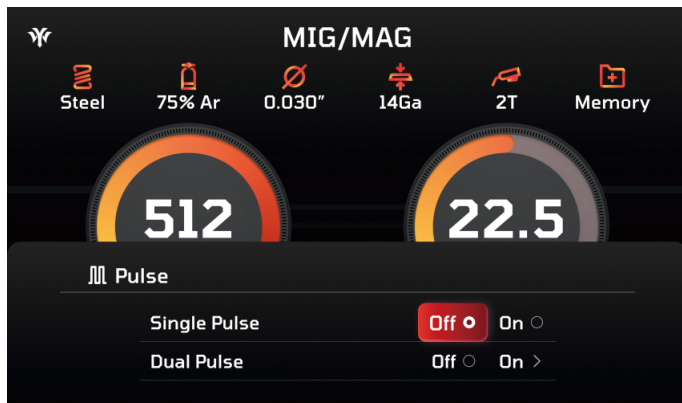 MIG/MAG
Steel 75% Ar 0.030" 14Ga 2T Memory
512 22.5
Pulse
Single Pulse Off On
Dual Pulse Off On >